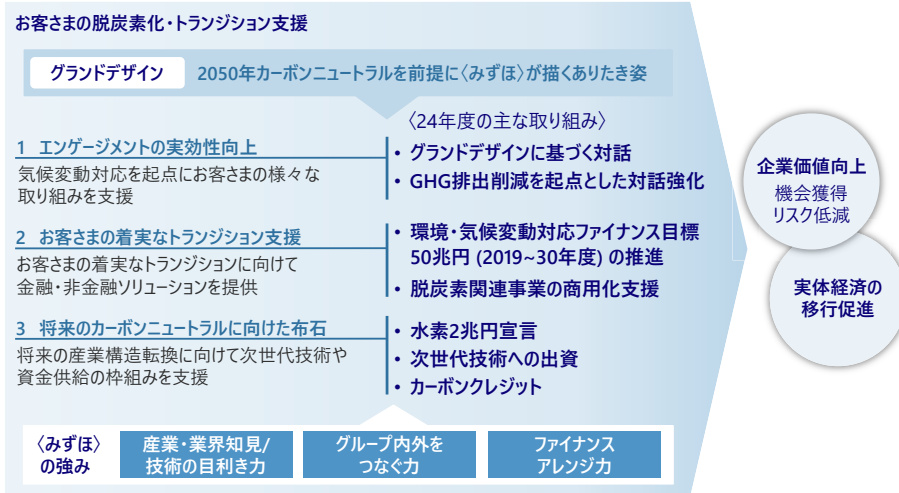 お客さまの脱炭素化・トランジション支援
グランドデザイン
2050年カーボンニュートラルを前提に〈みずほ〉が描くありたき姿
〈24年度の主な取り組み〉
1 エンゲージメントの実効性向上
気候変動対応を起点にお客さまの様々な
取り組みを支援
• グランドデザインに基づく対話
• GHG排出削減を起点とした対話強化
2 お客さまの着実なトランジション支援
お客さまの着実なトランジションに向けて
金融・非金融ソリューションを提供
• 環境・気候変動対応ファイナンス目標
50兆円 (2019~30年度) の推進
• 脱炭素関連事業の商用化支援
3 将来のカーボンニュートラルに向けた布石
将来の産業構造転換に向けて次世代技術や
資金供給の枠組みを支援
• 水素2兆円宣言
• 次世代技術への出資
• カーボンクレジット
〈みずほ〉
の強み
産業・業界知見/
技術の目利き力
グループ内外を
つなぐ力
ファイナンス
アレンジ力
企業価値向上
機会獲得
リスク低減
実体経済の
移行促進